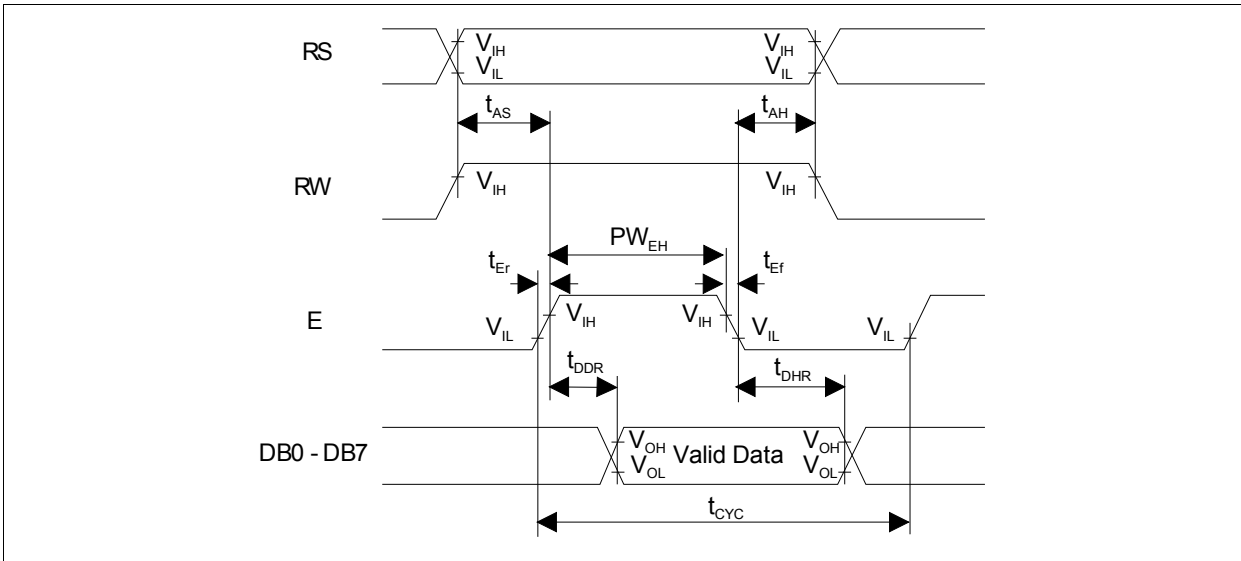 RS
V_IH V_IH
V_IL V_IL
t_AS t_AH
RW
V_IH V_IH
PW_EH
t_Er t_Ef
E
V_IH V_IH
V_IL V_IL V_IL
t_DDR t_DHR
DB0 - DB7
V_OH Valid Data V_OH
V_OL V_OL
t_CYC